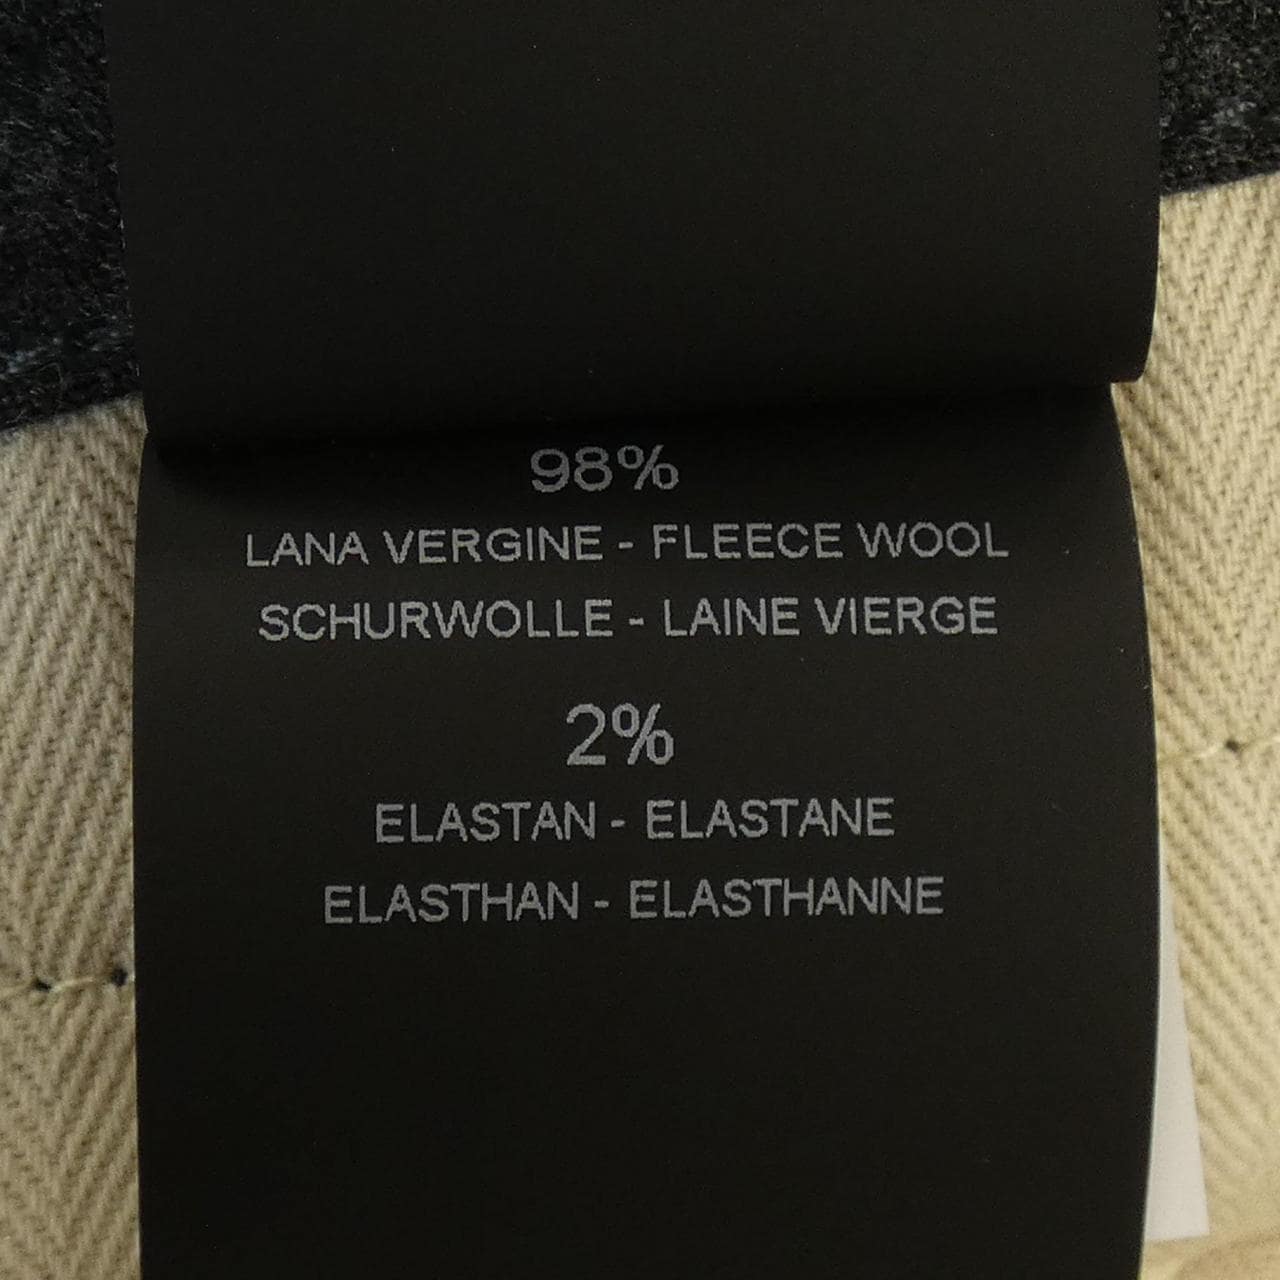 98%
LANA VERGINE - FLEECE WOOL
SCHURWOLLE - LAINE VIERGE
2%
ELASTAN - ELASTANE
ELASTHAN - ELASTHANNE